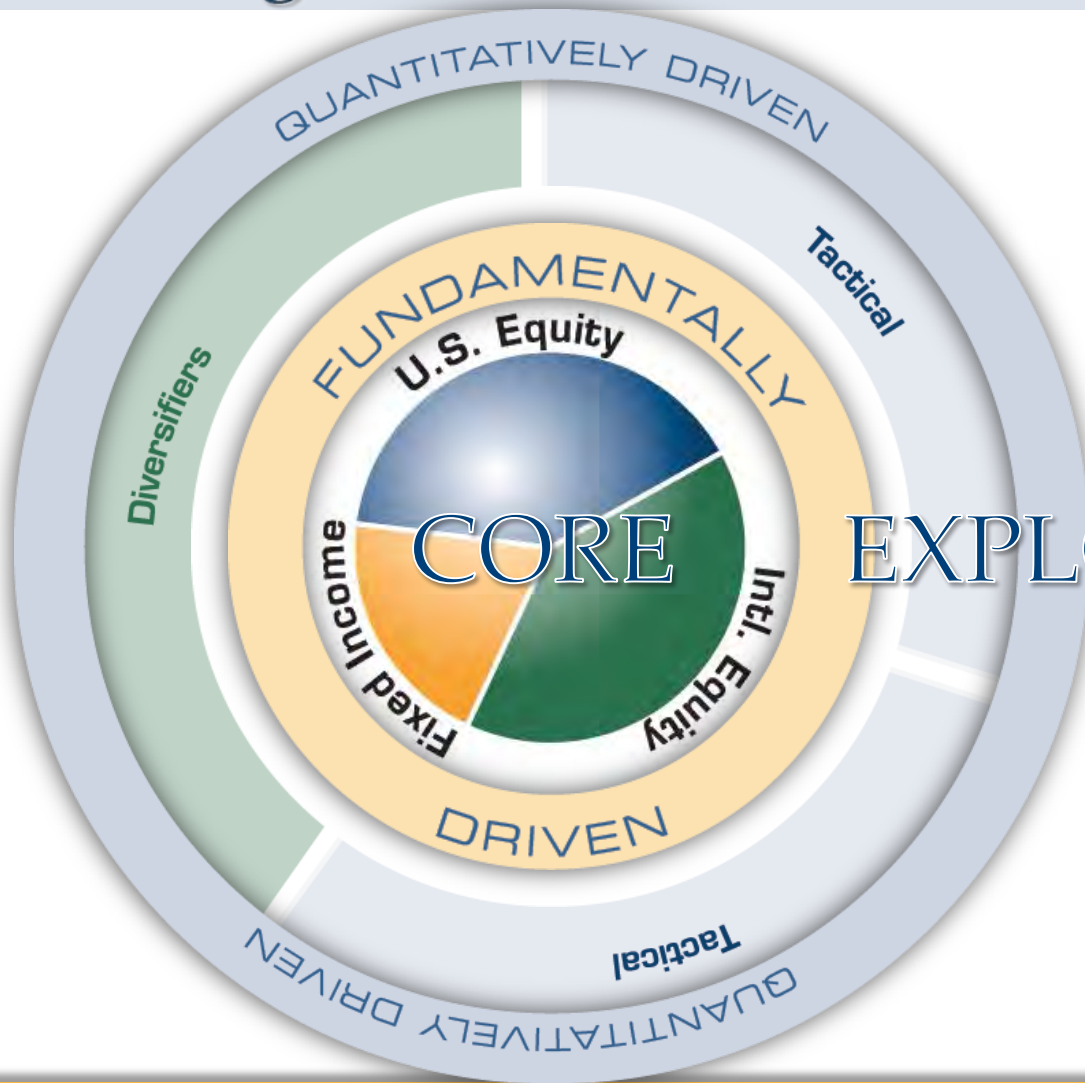 QUANTITATIVELY DRIVEN
Tactical
Diversifiers
FUNDAMENTALLY
U.S. Equity
CORE
Fixed Income
Intl. Equity
DRIVEN
Tactical
QUANTITATIVELY DRIVEN